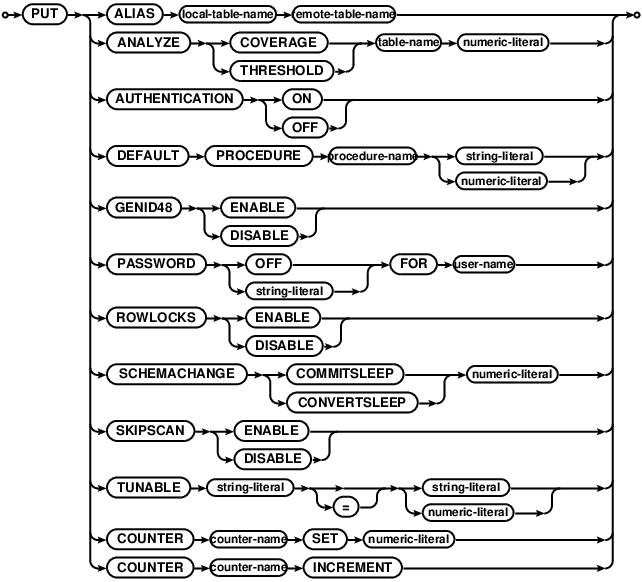 PUT ALIAS local-table-name emote-table-name
ANALYZE COVERAGE table-name numeric-literal
THRESHOLD
AUTHENTICATION ON
OFF
DEFAULT PROCEDURE procedure-name string-literal
numeric-literal
GENID48 ENABLE
DISABLE
PASSWORD OFF FOR user-name
string-literal
ROWLOCKS ENABLE
DISABLE
SCHEMACHANGE COMMITSLEEP numeric-literal
CONVERTSLEEP
SKIPSCAN ENABLE
DISABLE
TUNABLE string-literal string-literal
= numeric-literal
COUNTER counter-name SET numeric-literal
COUNTER counter-name INCREMENT